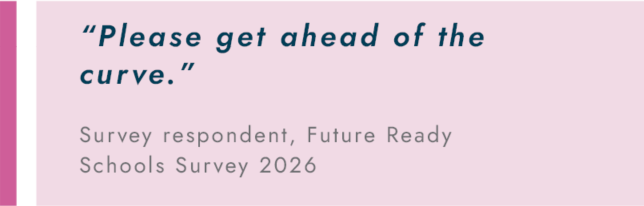 “Please get ahead of the
curve.”
Survey respondent, Future Ready
Schools Survey 2026